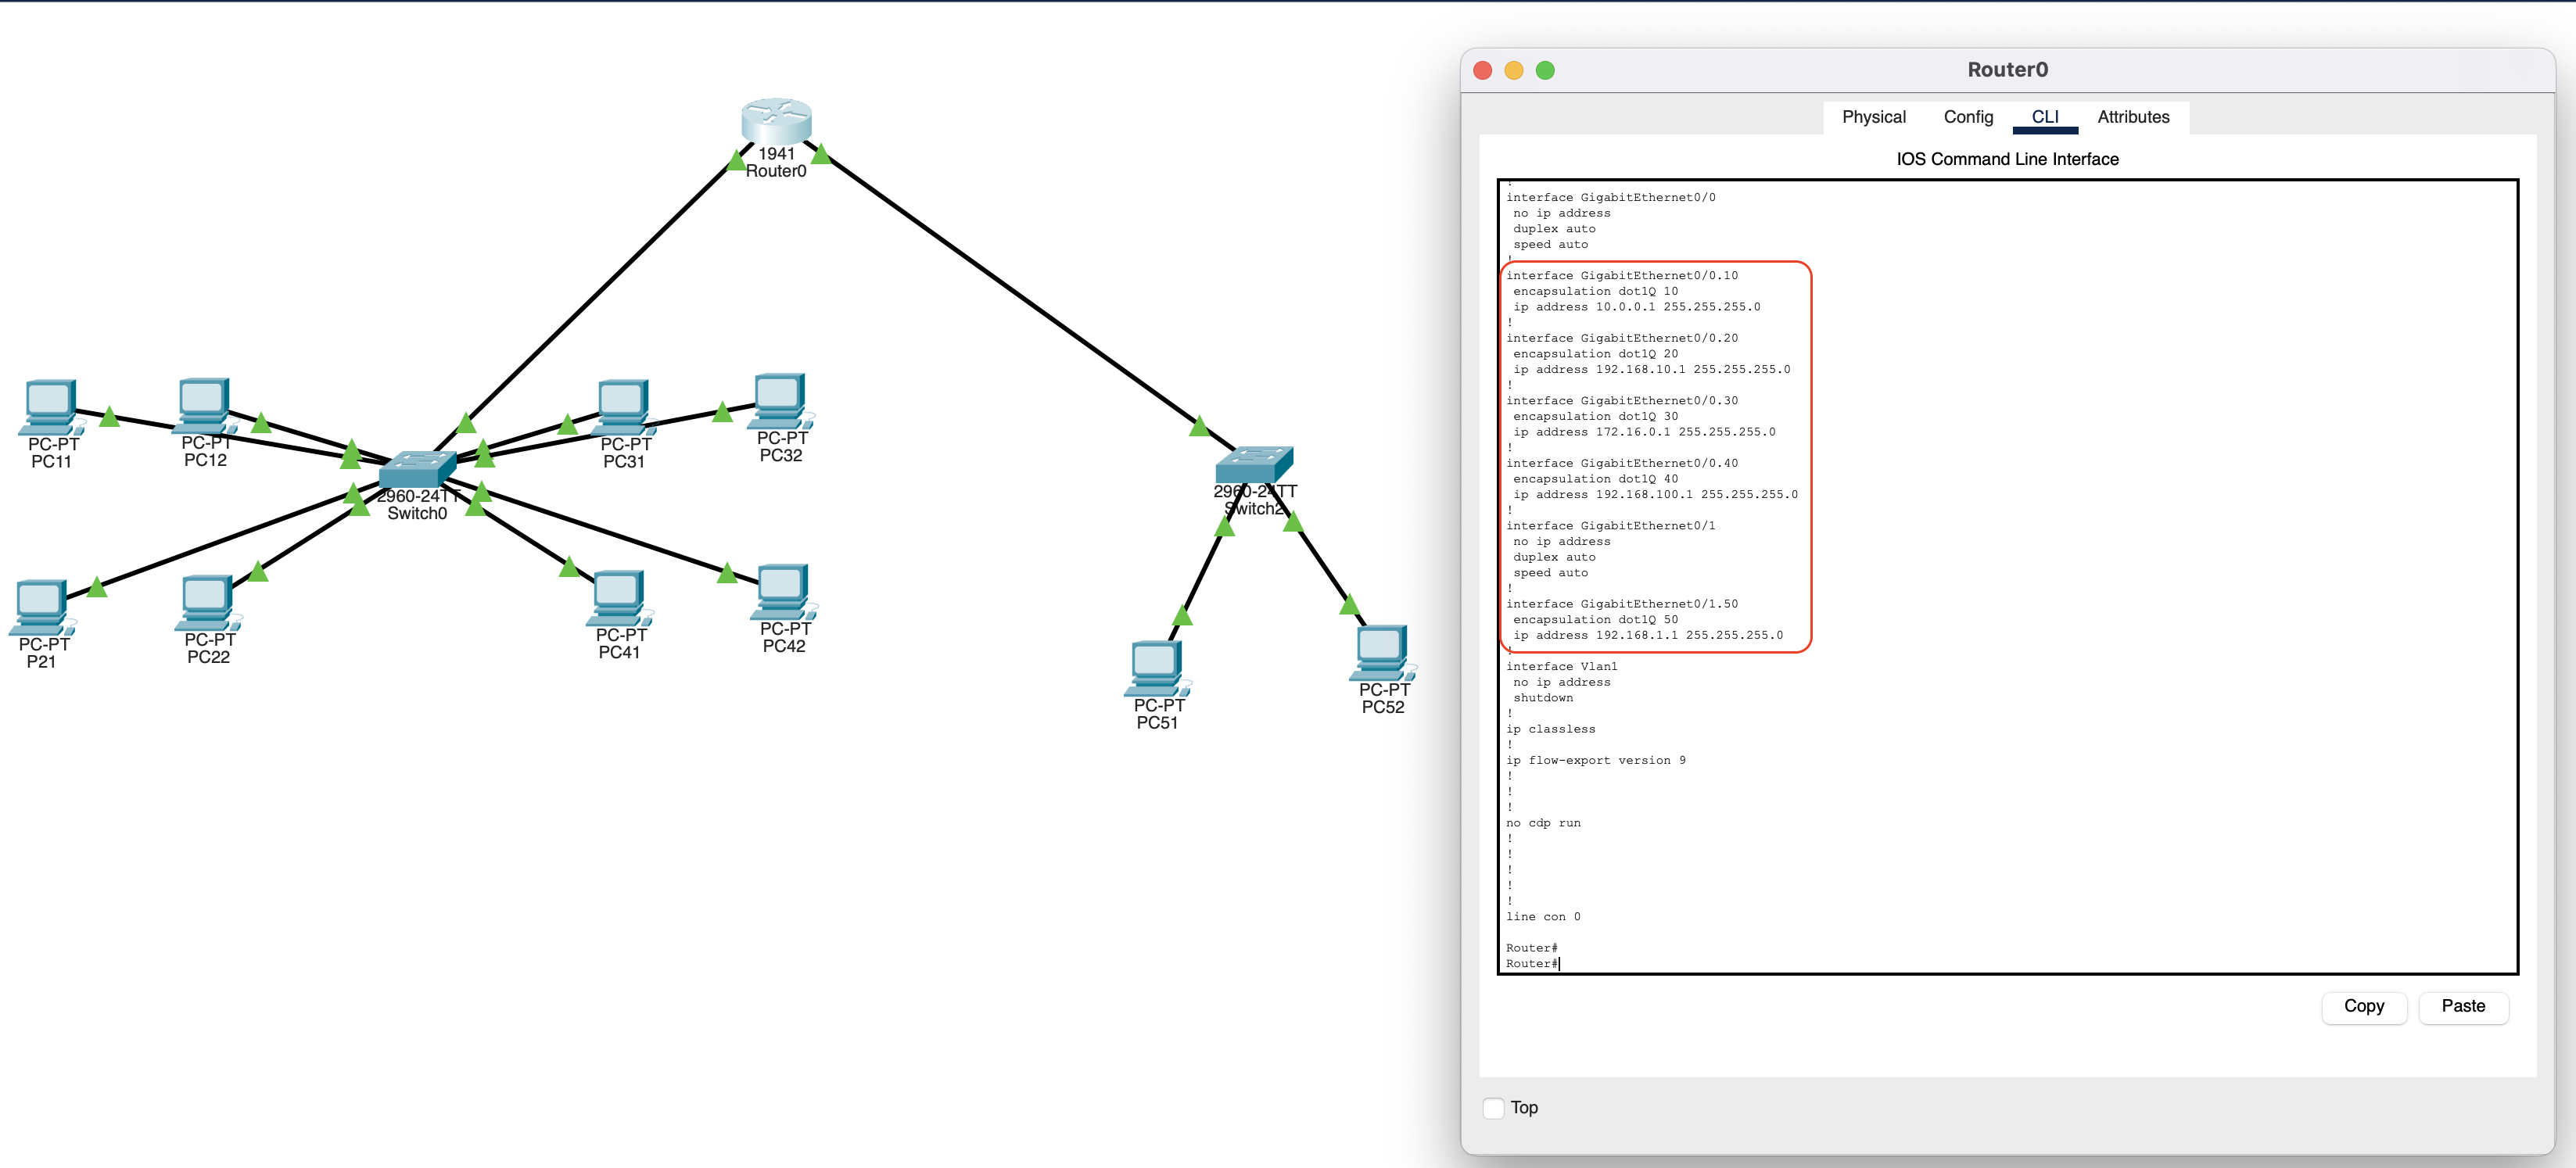 1941
Router0
PC-PT
PC11
PC-PT
PC12
PC-PT
PC31
PC-PT
PC32
2960-24TT
Switch0
2960-24TT
Switch2
PC-PT
P21
PC-PT
PC22
PC-PT
PC41
PC-PT
PC42
PC-PT
PC51
PC-PT
PC52
Router0
Physical Config CLI Attributes
IOS Command Line Interface
!
interface GigabitEthernet0/0
no ip address
duplex auto
speed auto
!
interface GigabitEthernet0/0.10
encapsulation dot1Q 10
ip address 10.0.0.1 255.255.255.0
!
interface GigabitEthernet0/0.20
encapsulation dot1Q 20
ip address 192.168.10.1 255.255.255.0
!
interface GigabitEthernet0/0.30
encapsulation dot1Q 30
ip address 172.16.0.1 255.255.255.0
!
interface GigabitEthernet0/0.40
encapsulation dot1Q 40
ip address 192.168.100.1 255.255.255.0
!
interface GigabitEthernet0/1
no ip address
duplex auto
speed auto
!
interface GigabitEthernet0/1.50
encapsulation dot1Q 50
ip address 192.168.1.1 255.255.255.0
!
interface Vlan1
no ip address
shutdown
!
ip classless
!
ip flow-export version 9
!
!
!
no cdp run
!
!
!
!
!
line con 0
Router#
Router#
Copy Paste
Top